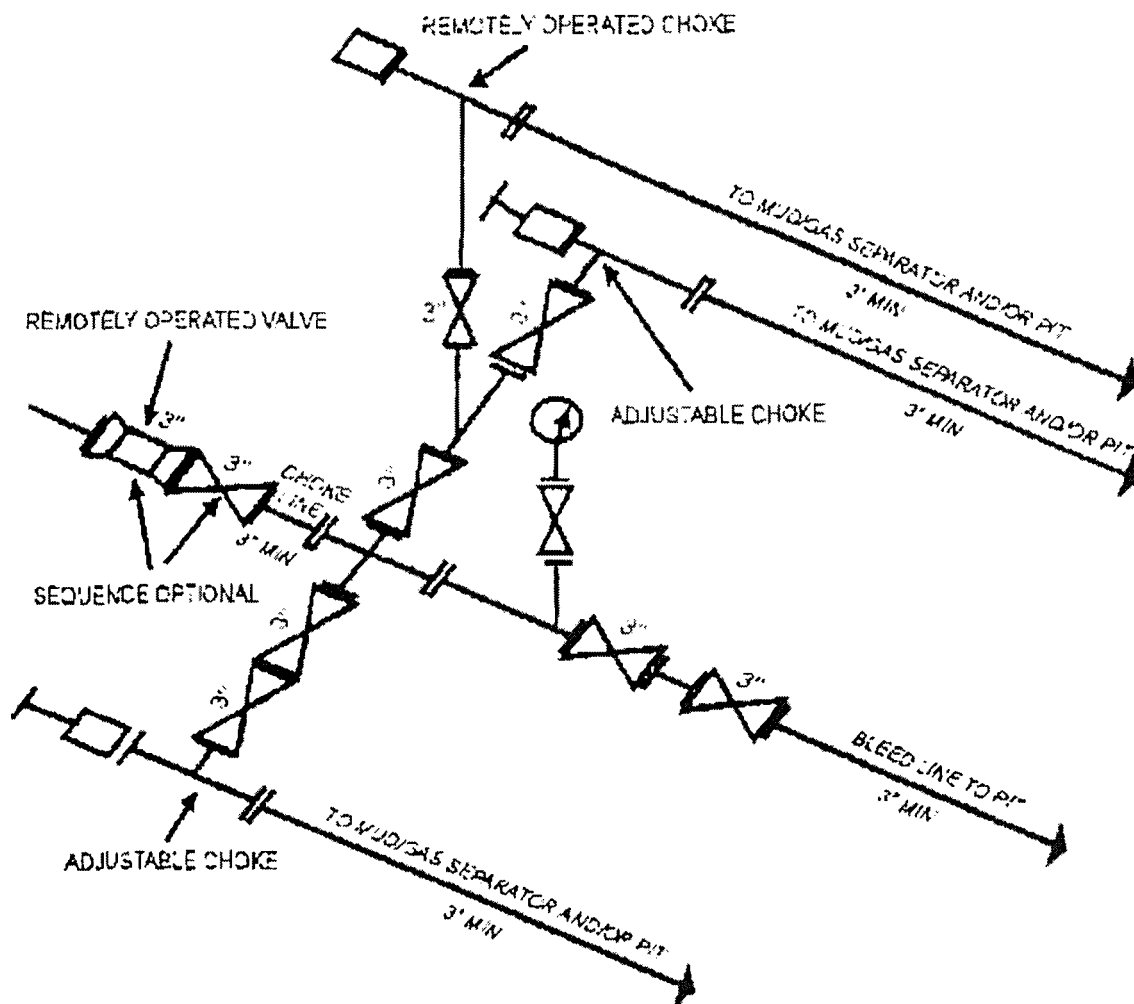 REMOTELY OPERATED CHOKE
TO MUD/GAS SEPARATOR AND/OR PIT
3" MIN
TO MUD/GAS SEPARATOR AND/OR PIT
3" MIN
3"
3"
REMOTELY OPERATED VALVE
ADJUSTABLE CHOKE
3"
3"
CHOKE
LINE
3" MIN
3"
SEQUENCE OPTIONAL
3"
3"
3"
3"
BLEED LINE TO PIT
3" MIN
ADJUSTABLE CHOKE
TO MUD/GAS SEPARATOR AND/OR PIT
3" MIN